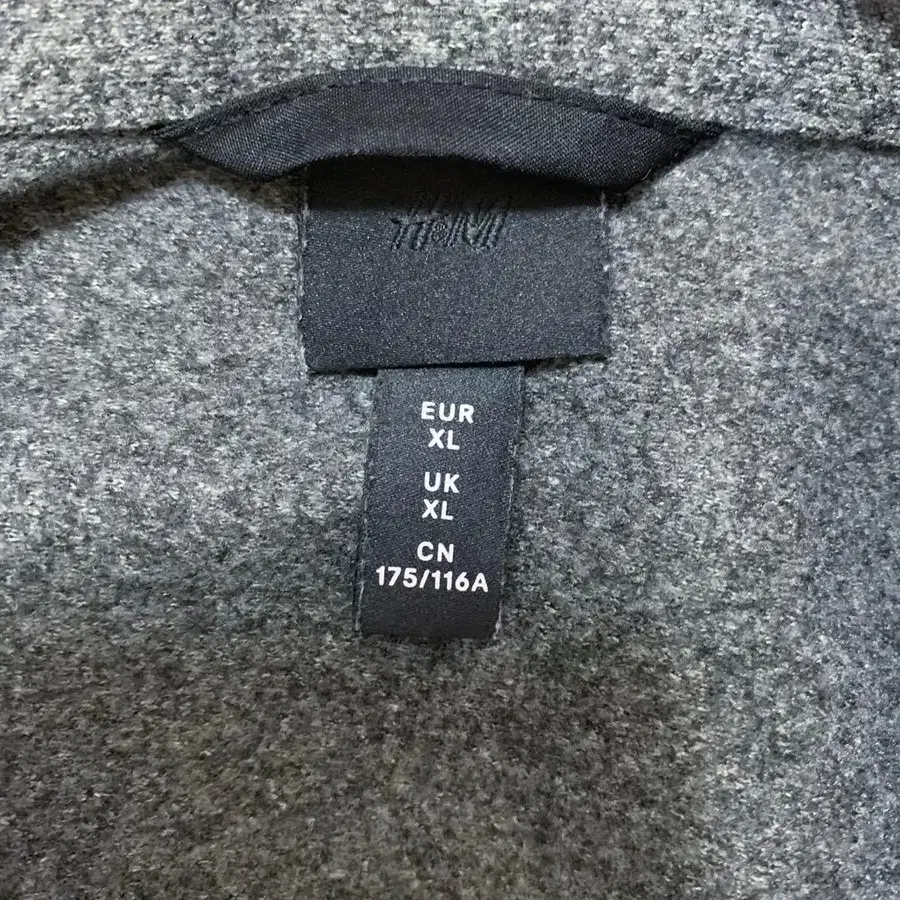 H&M
EUR
XL
UK
XL
CN
175/116A